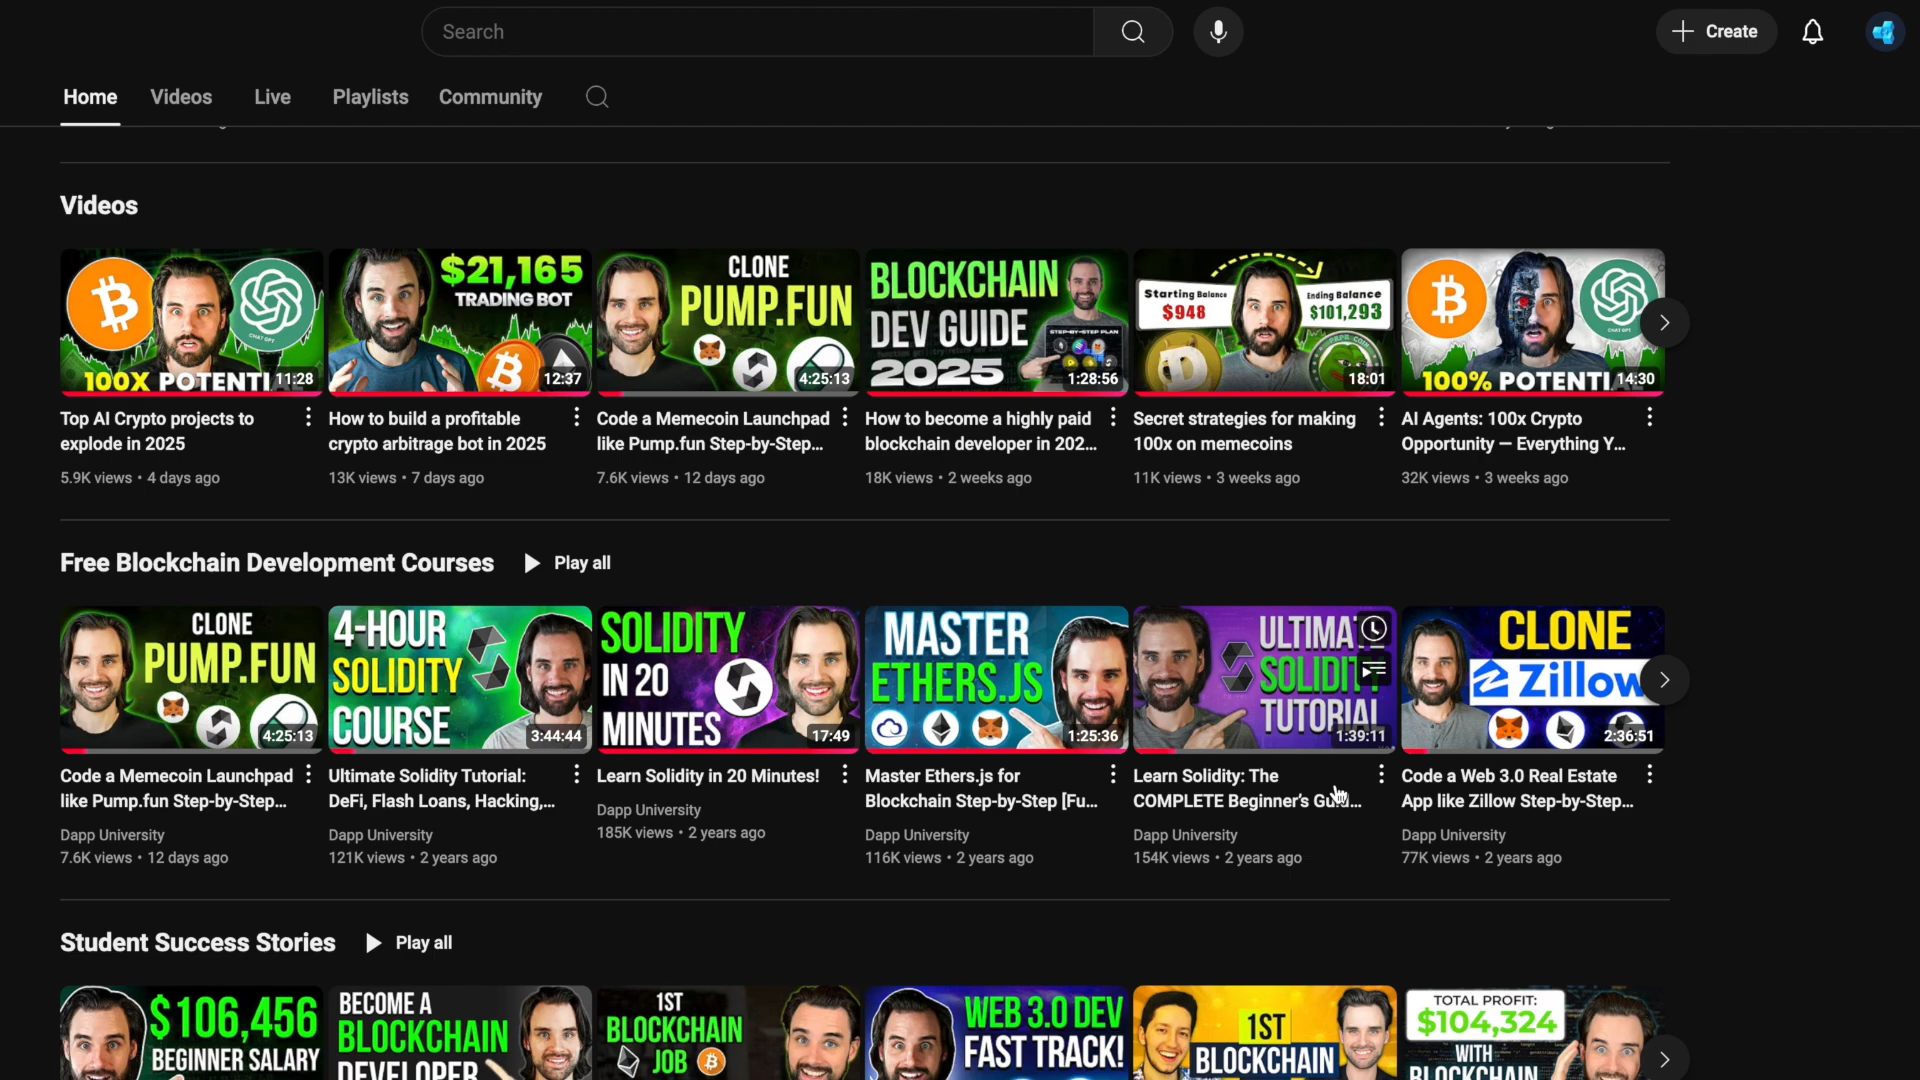 Search
Create
Home Videos Live Playlists Community
Videos
100X POTENTI
CHAT GPT
11:28
$21,165
TRADING BOT
12:37
CLONE
PUMP.FUN
4:25:13
BLOCKCHAIN
DEV GUIDE
2025
STEP-BY-STEP PLAN
1:28:56
Starting Balance
$948
Ending Balance
$101,293
18:01
100% POTENTI
CHAT GPT
14:30
Top AI Crypto projects to
explode in 2025
5.9K views • 4 days ago
How to build a profitable
crypto arbitrage bot in 2025
13K views • 7 days ago
Code a Memecoin Launchpad
like Pump.fun Step-by-Step...
7.6K views • 12 days ago
How to become a highly paid
blockchain developer in 202...
18K views • 2 weeks ago
Secret strategies for making
100x on memecoins
11K views • 3 weeks ago
AI Agents: 100x Crypto
Opportunity — Everything Y...
32K views • 3 weeks ago
Free Blockchain Development Courses Play all
CLONE
PUMP.FUN
4:25:13
4-HOUR
SOLIDITY
COURSE
3:44:44
SOLIDITY
IN 20
MINUTES
17:49
MASTER
ETHERS.JS
1:25:36
ULTIMA
SOLIDIT
TUTORIAL
1:39:11
CLONE
Zillow
2:36:51
Code a Memecoin Launchpad
like Pump.fun Step-by-Step...
Dapp University
7.6K views • 12 days ago
Ultimate Solidity Tutorial:
DeFi, Flash Loans, Hacking,...
Dapp University
121K views • 2 years ago
Learn Solidity in 20 Minutes!
Dapp University
185K views • 2 years ago
Master Ethers.js for
Blockchain Step-by-Step [Fu...
Dapp University
116K views • 2 years ago
Learn Solidity: The
COMPLETE Beginner's Guid...
Dapp University
154K views • 2 years ago
Code a Web 3.0 Real Estate
App like Zillow Step-by-Step...
Dapp University
77K views • 2 years ago
Student Success Stories Play all
$106,456
BEGINNER SALARY
BECOME A
BLOCKCHAIN
DEVELOPER
1ST
BLOCKCHAIN
JOB
WEB 3.0 DEV
FAST TRACK!
1ST
BLOCKCHAIN
TOTAL PROFIT:
$104,324
WITH
BLOCKCHAIN